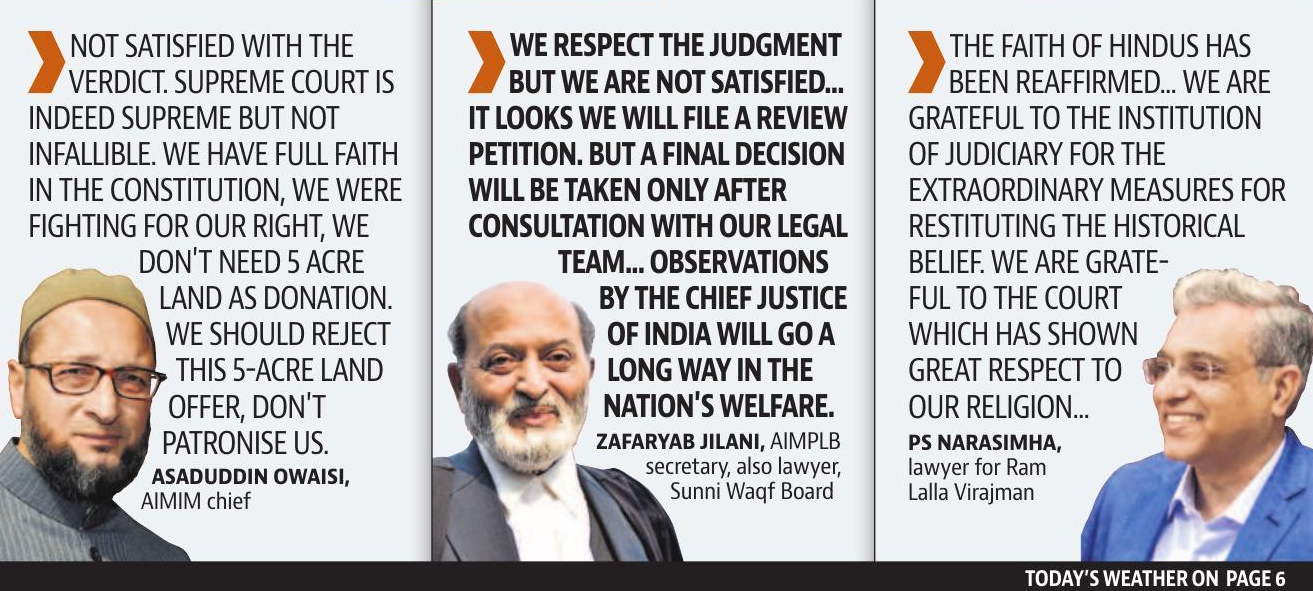 NOT SATISFIED WITH THE
VERDICT. SUPREME COURT IS
INDEED SUPREME BUT NOT
INFALLIBLE. WE HAVE FULL FAITH
IN THE CONSTITUTION, WE WERE
FIGHTING FOR OUR RIGHT, WE
DON'T NEED 5 ACRE
LAND AS DONATION.
WE SHOULD REJECT
THIS 5-ACRE LAND
OFFER, DON'T
PATRONISE US.
ASADUDDIN OWAISI,
AIMIM chief
WE RESPECT THE JUDGMENT
BUT WE ARE NOT SATISFIED...
IT LOOKS WE WILL FILE A REVIEW
PETITION. BUT A FINAL DECISION
WILL BE TAKEN ONLY AFTER
CONSULTATION WITH OUR LEGAL
TEAM... OBSERVATIONS
BY THE CHIEF JUSTICE
OF INDIA WILL GO A
LONG WAY IN THE
NATION'S WELFARE.
ZAFARYAB JILANI, AIMPLB
secretary, also lawyer,
Sunni Waqf Board
THE FAITH OF HINDUS HAS
BEEN REAFFIRMED... WE ARE
GRATEFUL TO THE INSTITUTION
OF JUDICIARY FOR THE
EXTRAORDINARY MEASURES FOR
RESTITUTING THE HISTORICAL
BELIEF. WE ARE GRATE-
FUL TO THE COURT
WHICH HAS SHOWN
GREAT RESPECT TO
OUR RELIGION...
PS NARASIMHA,
lawyer for Ram
Lalla Virajman
TODAY'S WEATHER ON PAGE 6